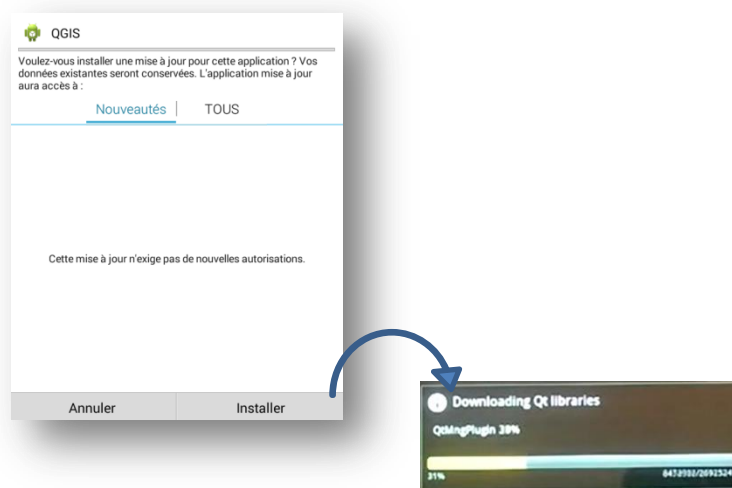 QGIS
Voulez-vous installer une mise à jour pour cette application ? Vos
données existantes seront conservées. L'application mise à jour
aura accès à :
Nouveautés | TOUS
Cette mise à jour n'exige pas de nouvelles autorisations.
Annuler Installer
Downloading Qt libraries
QtMngPlugin 39%
31%